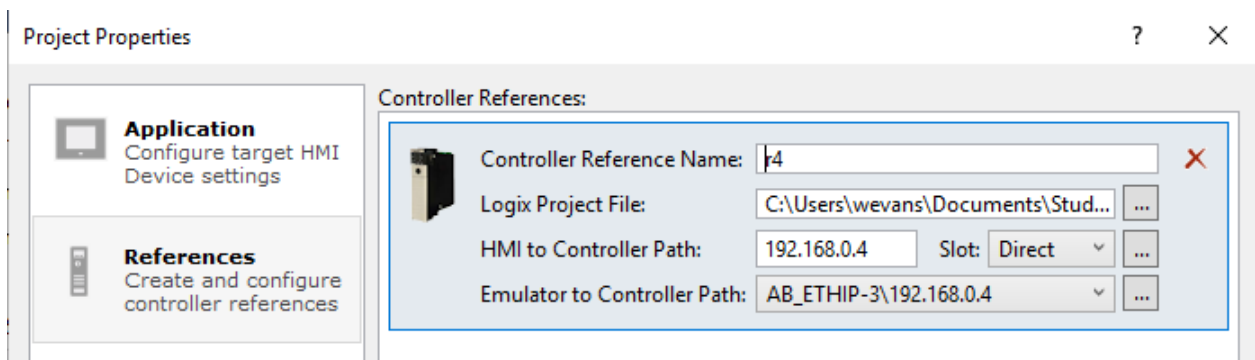 Project Properties
? ×
Application
Configure target HMI
Device settings
References
Create and configure
controller references
Controller References:
Controller Reference Name: r4
Logix Project File: C:\Users\wevans\Documents\Stud... ...
HMI to Controller Path: 192.168.0.4 Slot: Direct ...
Emulator to Controller Path: AB_ETHIP-3\192.168.0.4 ...